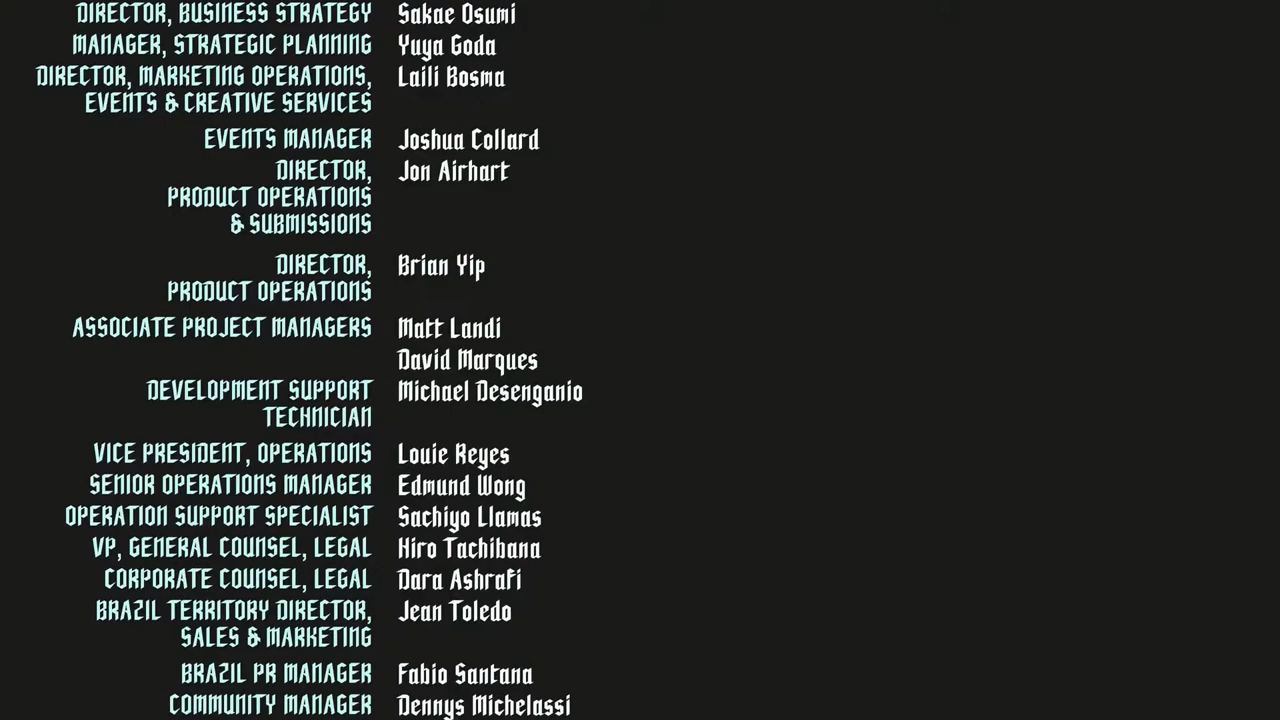 DIRECTOR, BUSINESS STRATEGY Sakae Osumi
MANAGER, STRATEGIC PLANNING Yuya Goda
DIRECTOR, MARKETING OPERATIONS, Laili Bosma
EVENTS & CREATIVE SERVICES
EVENTS MANAGER Joshua Collard
DIRECTOR, Jon Airhart
PRODUCT OPERATIONS
& SUBMISSIONS
DIRECTOR, Brian Yip
PRODUCT OPERATIONS
ASSOCIATE PROJECT MANAGERS Matt Landi
David Marques
DEVELOPMENT SUPPORT Michael Desenganio
TECHNICIAN
VICE PRESIDENT, OPERATIONS Louie Reyes
SENIOR OPERATIONS MANAGER Edmund Wong
OPERATION SUPPORT SPECIALIST Sachiyo Llamas
VP, GENERAL COUNSEL, LEGAL Hiro Tachibana
CORPORATE COUNSEL, LEGAL Dara Ashrafi
BRAZIL TERRITORY DIRECTOR, Jean Toledo
SALES & MARKETING
BRAZIL PR MANAGER Fabio Santana
COMMUNITY MANAGER Dennys Michelassi